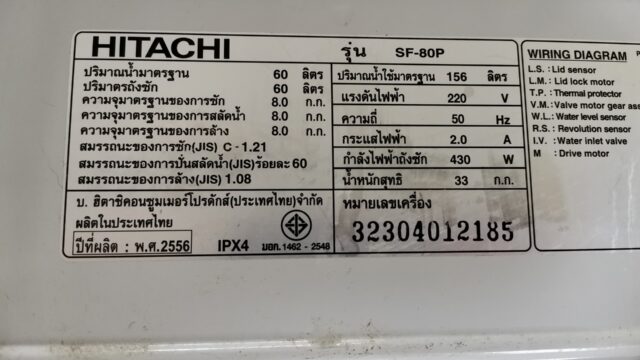 HITACHI รุ่น SF-80P
ปริมาณน้ำมาตรฐาน 60 ลิตร
ปริมาตรถังซัก 60 ลิตร
ความจุมาตรฐานของการซัก 8.0 ก.ก.
ความจุมาตรฐานของการสลัดน้ำ 8.0 ก.ก.
ความจุมาตรฐานของการล้าง 8.0 ก.ก.
สมรรถนะของการซัก(JIS) C - 1.21
สมรรถนะของการปั่นสลัดน้ำ(JIS)ร้อยละ 60
สมรรถนะของการล้าง(JIS) 1.08
ปริมาณน้ำใช้มาตรฐาน 156 ลิตร
แรงดันไฟฟ้า 220 V
ความถี่ 50 Hz
กระแสไฟฟ้า 2.0 A
กำลังไฟฟ้าถังซัก 430 W
น้ำหนักสุทธิ 33 ก.ก.
บ. ฮิตาชิคอนซูมเมอร์โปรดักส์(ประเทศไทย)จำกัด
ผลิตในประเทศไทย
ปีที่ผลิต : พ.ศ.2556 IPX4 มอก.1462 - 2548
หมายเลขเครื่อง
32304012185
WIRING DIAGRAM
L.S. : Lid sensor
L.M. : Lid lock motor
T.P. : Thermal protector
V.M. : Valve motor gear
W.L. : Water level sensor
R.S. : Revolution sensor
I.V. : Water inlet valve
M : Drive motor